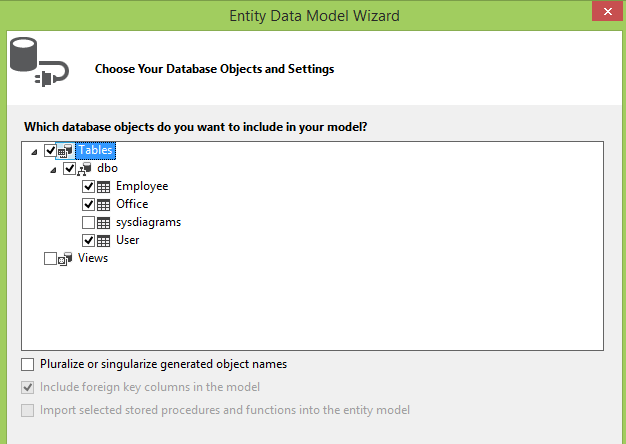 Entity Data Model Wizard
Choose Your Database Objects and Settings
Which database objects do you want to include in your model?
Tables
dbo
Employee
Office
sysdiagrams
User
Views
Pluralize or singularize generated object names
Include foreign key columns in the model
Import selected stored procedures and functions into the entity model